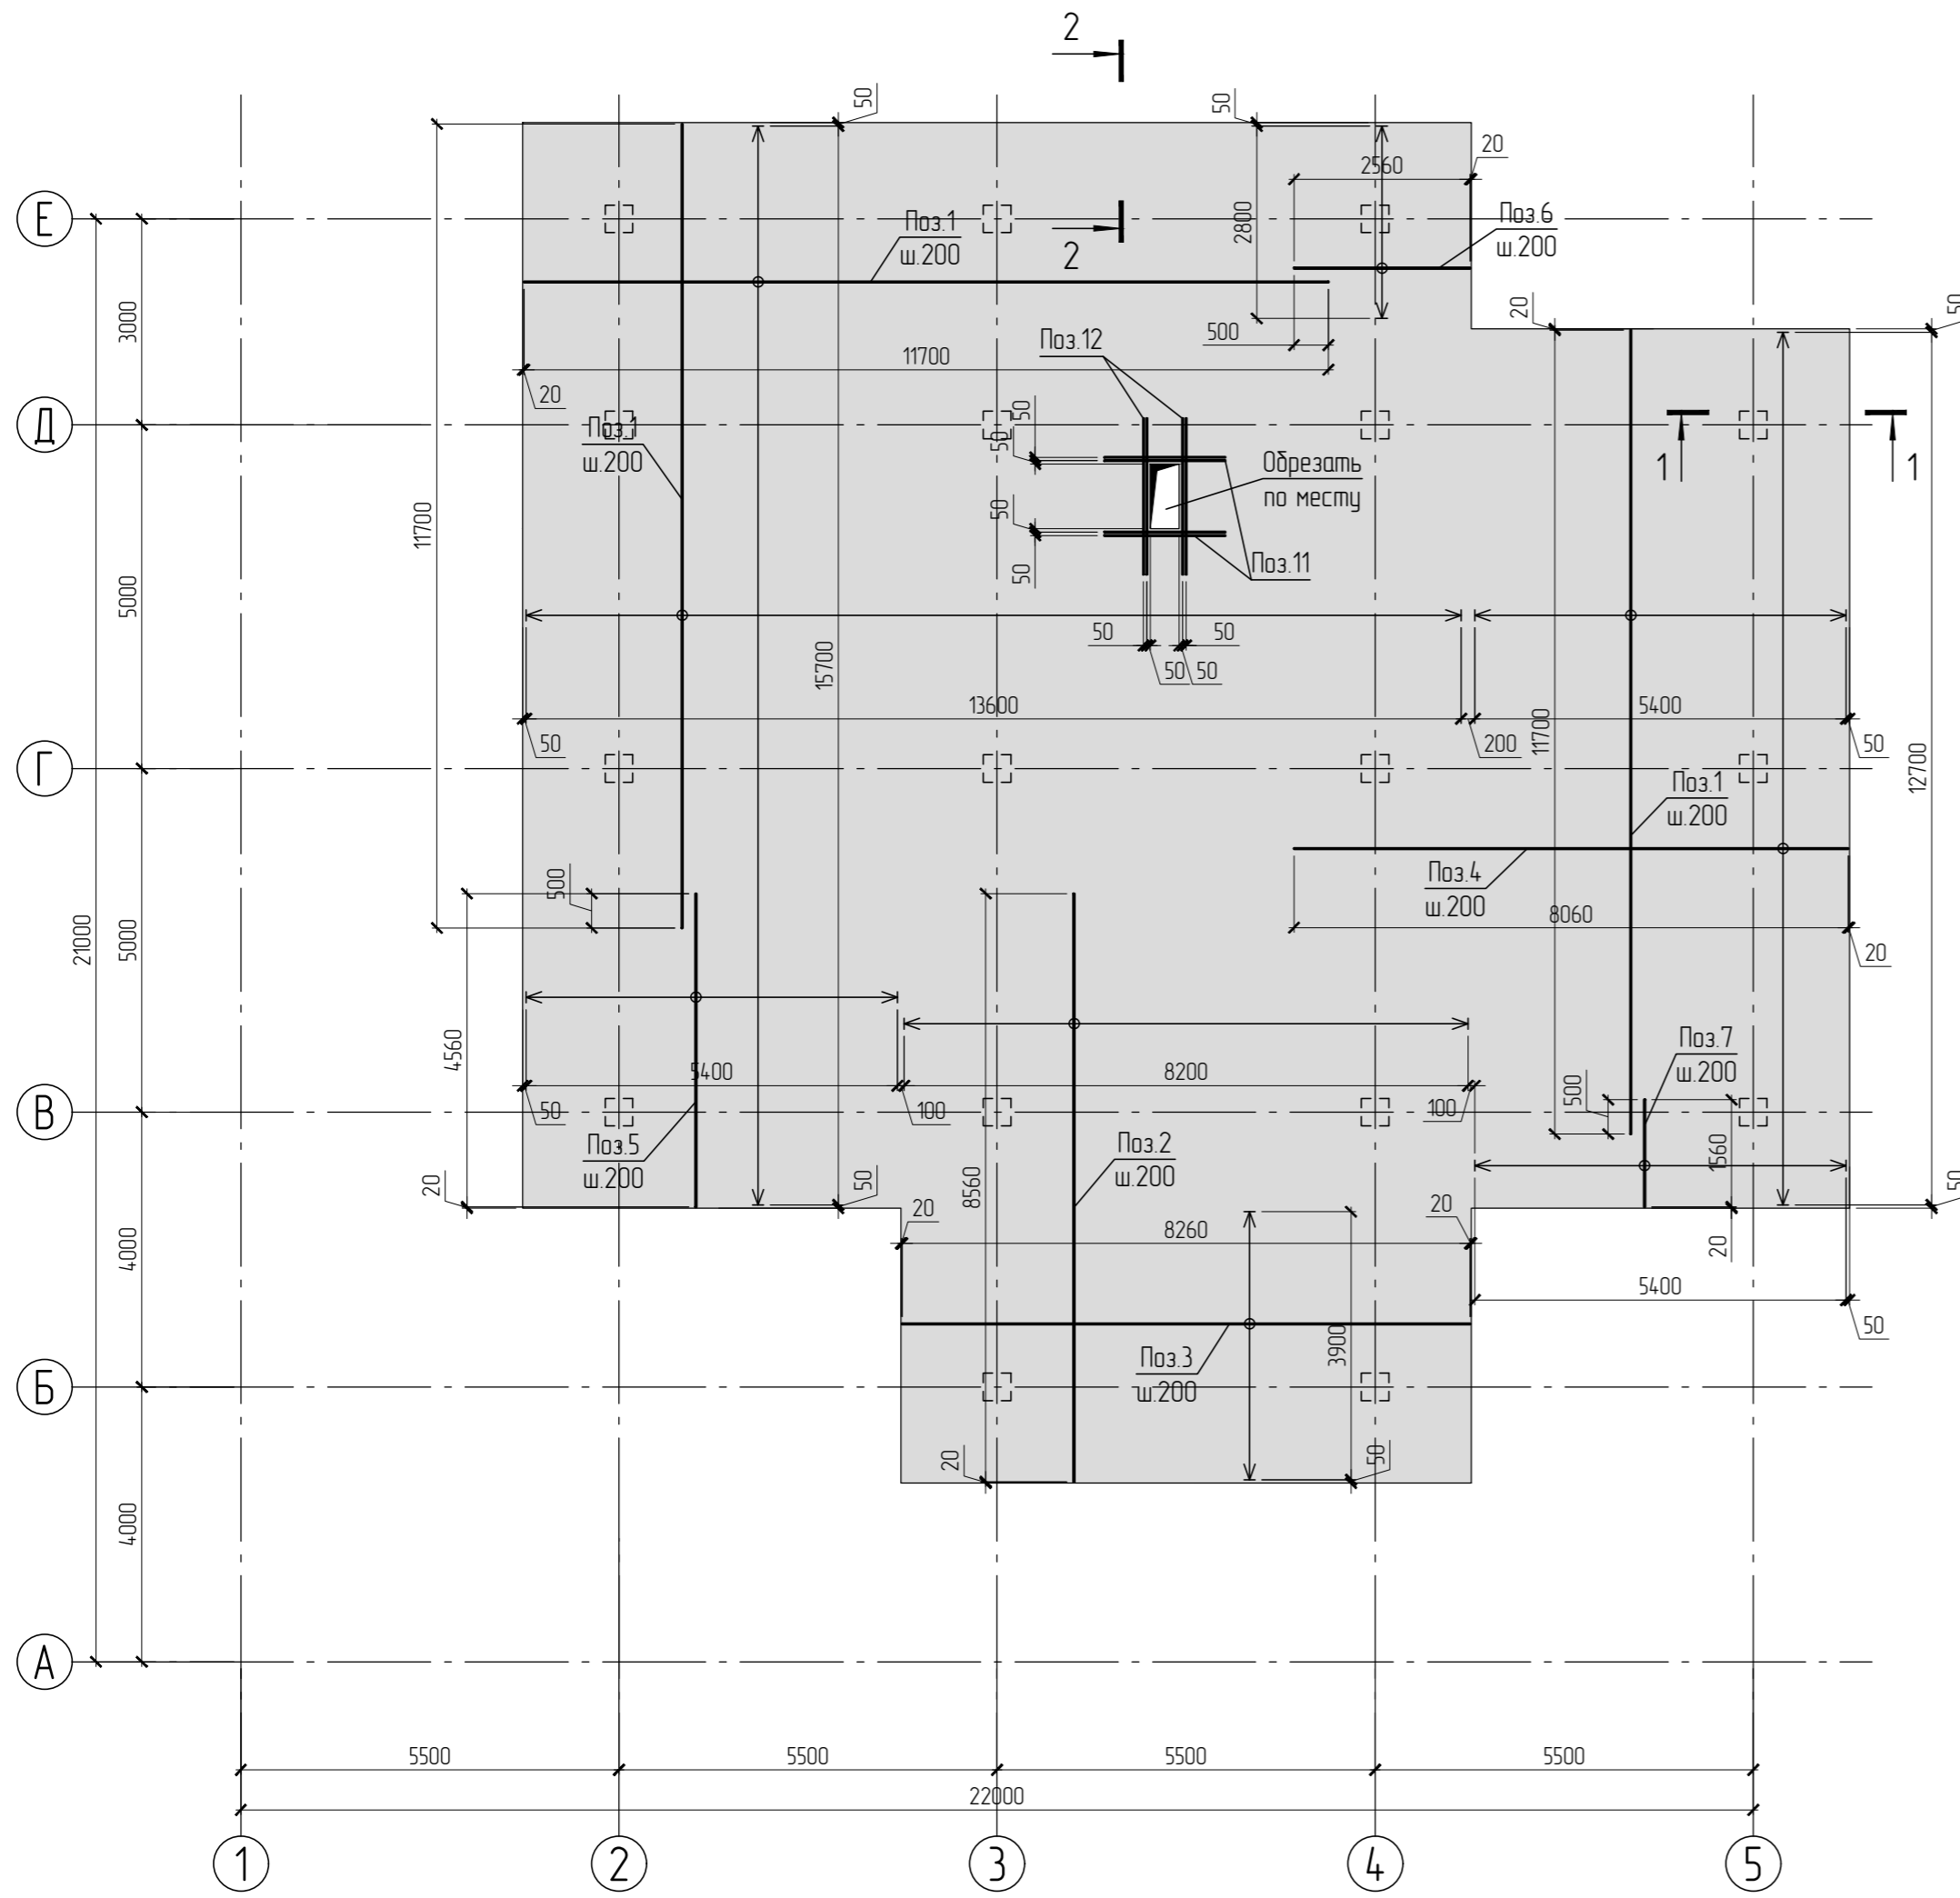 2
50
50
20
2560
Е
Поз.1
ш.200
2
2800
Поз.6
ш.200
3000
20
50
Поз.12
500
11700
20
Д
Поз.1
ш.200
50
50
Обрезать
по месту
1
1
11700
50
50
Поз.11
5000
15700
50
50
50
50
13600
5400
50
200
50
11700
12700
Г
Поз.1
ш.200
Поз.4
ш.200
500
8060
20
21000
5000
4560
5400
8200
50
100
100
Поз.7
ш.200
500
1560
В
Поз.5
ш.200
Поз.2
ш.200
20
50
8560
50
20
20
8260
20
4000
5400
50
3900
Поз.3
ш.200
Б
20
50
4000
А
5500
5500
5500
5500
22000
1
2
3
4
5